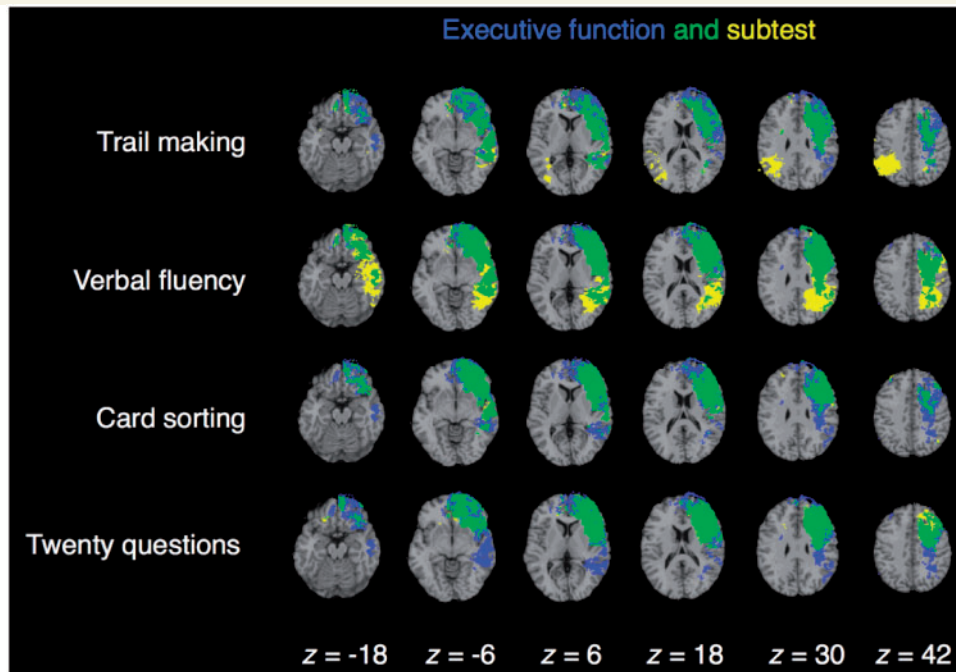 Executive function and subtest
Trail making
Verbal fluency
Card sorting
Twenty questions
z = -18 z = -6 z = 6 z = 18 z = 30 z = 42